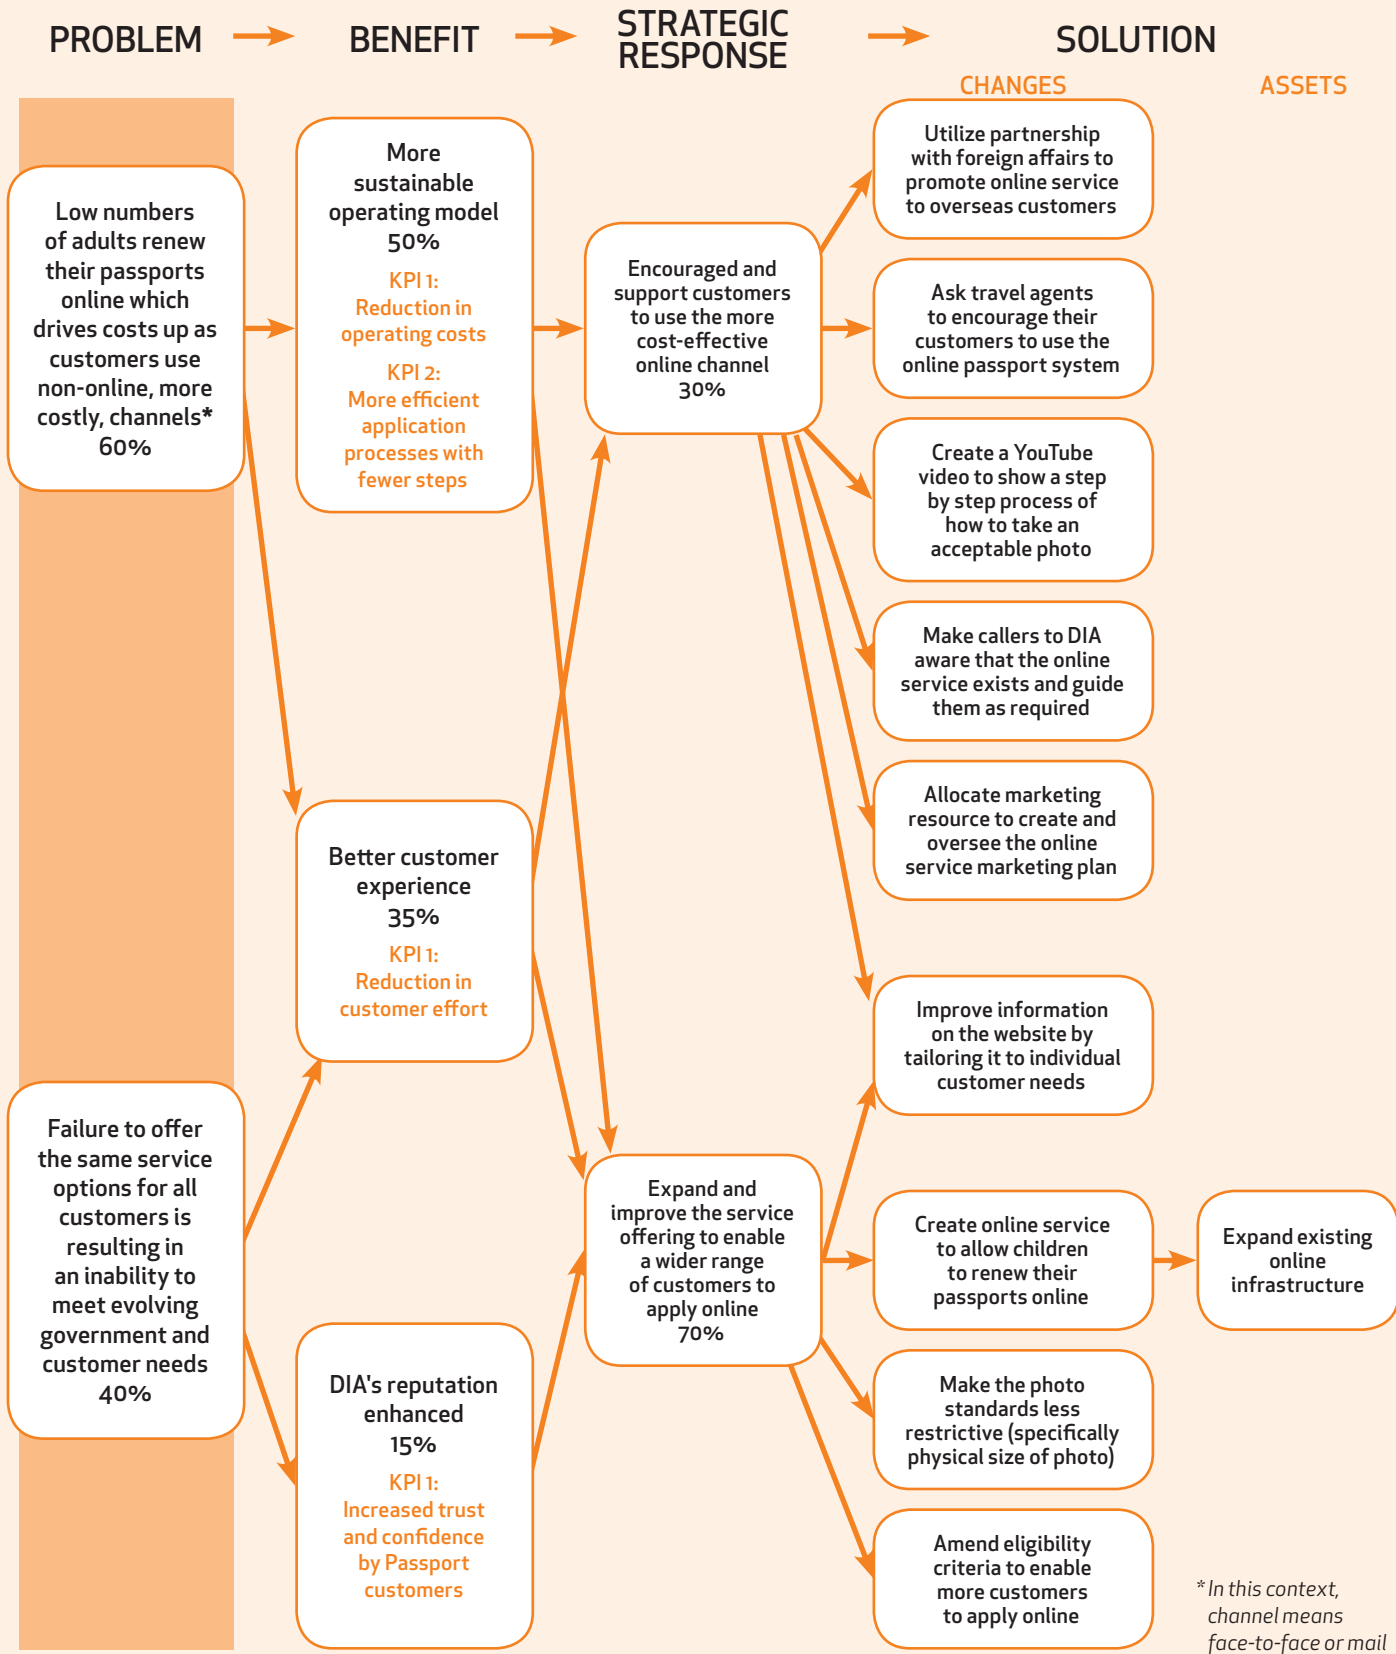 PROBLEM
BENEFIT
STRATEGIC
RESPONSE
SOLUTION
CHANGES
ASSETS
Low numbers
of adults renew
their passports
online which
drives costs up as
customers use
non-online, more
costly, channels*
60%
Failure to offer
the same service
options for all
customers is
resulting in
an inability to
meet evolving
government and
customer needs
40%
More
sustainable
operating model
50%
KPI 1:
Reduction in
operating costs
KPI 2:
More efficient
application
processes with
fewer steps
Better customer
experience
35%
KPI 1:
Reduction in
customer effort
DIA's reputation
enhanced
15%
KPI 1:
Increased trust
and confidence
by Passport
customers
Encouraged and
support customers
to use the more
cost-effective
online channel
30%
Expand and
improve the service
offering to enable
a wider range
of customers to
apply online
70%
Utilize partnership
with foreign affairs to
promote online service
to overseas customers
Ask travel agents
to encourage their
customers to use the
online passport system
Create a YouTube
video to show a step
by step process of
how to take an
acceptable photo
Make callers to DIA
aware that the online
service exists and guide
them as required
Allocate marketing
resource to create and
oversee the online
service marketing plan
Improve information
on the website by
tailoring it to individual
customer needs
Create online service
to allow children
to renew their
passports online
Make the photo
standards less
restrictive (specifically
physical size of photo)
Amend eligibility
criteria to enable
more customers
to apply online
Expand existing
online
infrastructure
* In this context,
channel means
face-to-face or mail